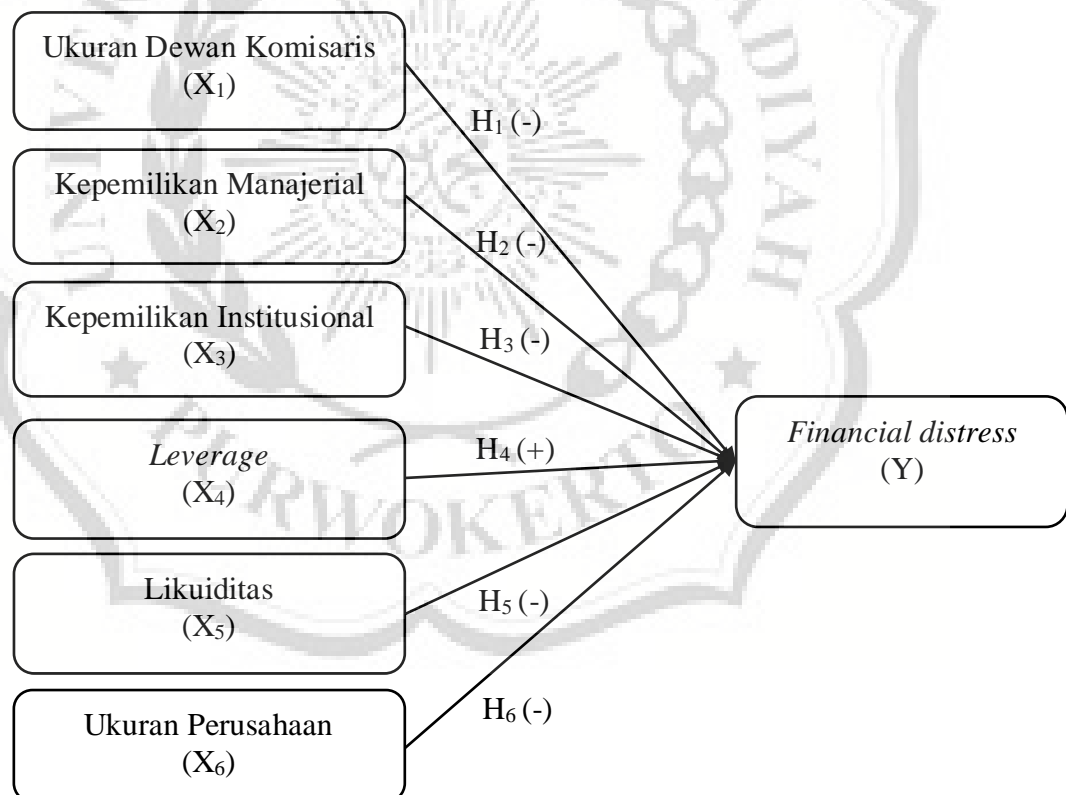 Ukuran Dewan Komisaris
(X₁)
H₁ (-)
Kepemilikan Manajerial
(X₂)
H₂ (-)
Kepemilikan Institusional
(X₃)
H₃ (-)
Leverage
(X₄)
H₄ (+)
Financial distress
(Y)
Likuiditas
(X₅)
H₅ (-)
Ukuran Perusahaan
(X₆)
H₆ (-)
PURWOKERTO